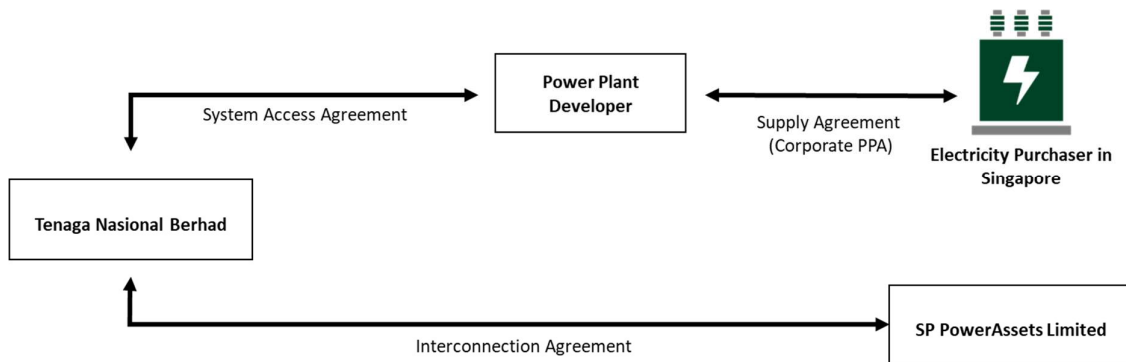 Power Plant
Developer
System Access Agreement
Supply Agreement
(Corporate PPA)
Electricity Purchaser in
Singapore
Tenaga Nasional Berhad
SP PowerAssets Limited
Interconnection Agreement